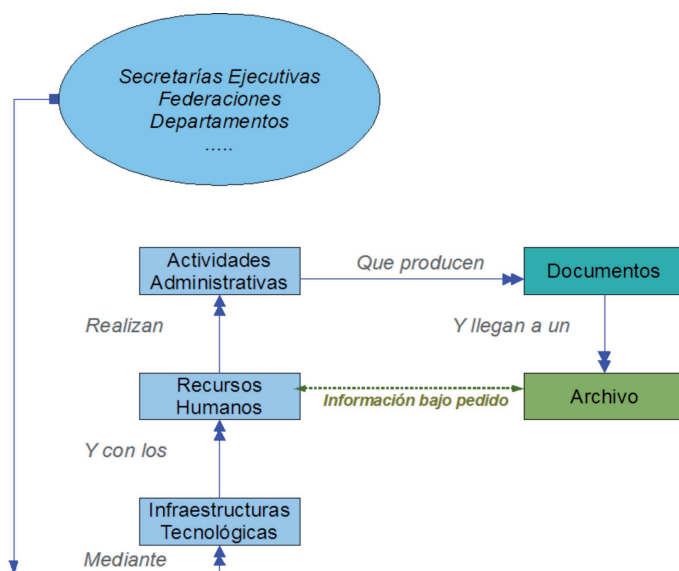 Secretarías Ejecutivas
Federaciones
Departamentos
.....
Actividades
Administrativas
Que producen
Documentos
Realizan
Y llegan a un
Recursos
Humanos
Información bajo pedido
Archivo
Y con los
Infraestructuras
Tecnológicas
Mediante